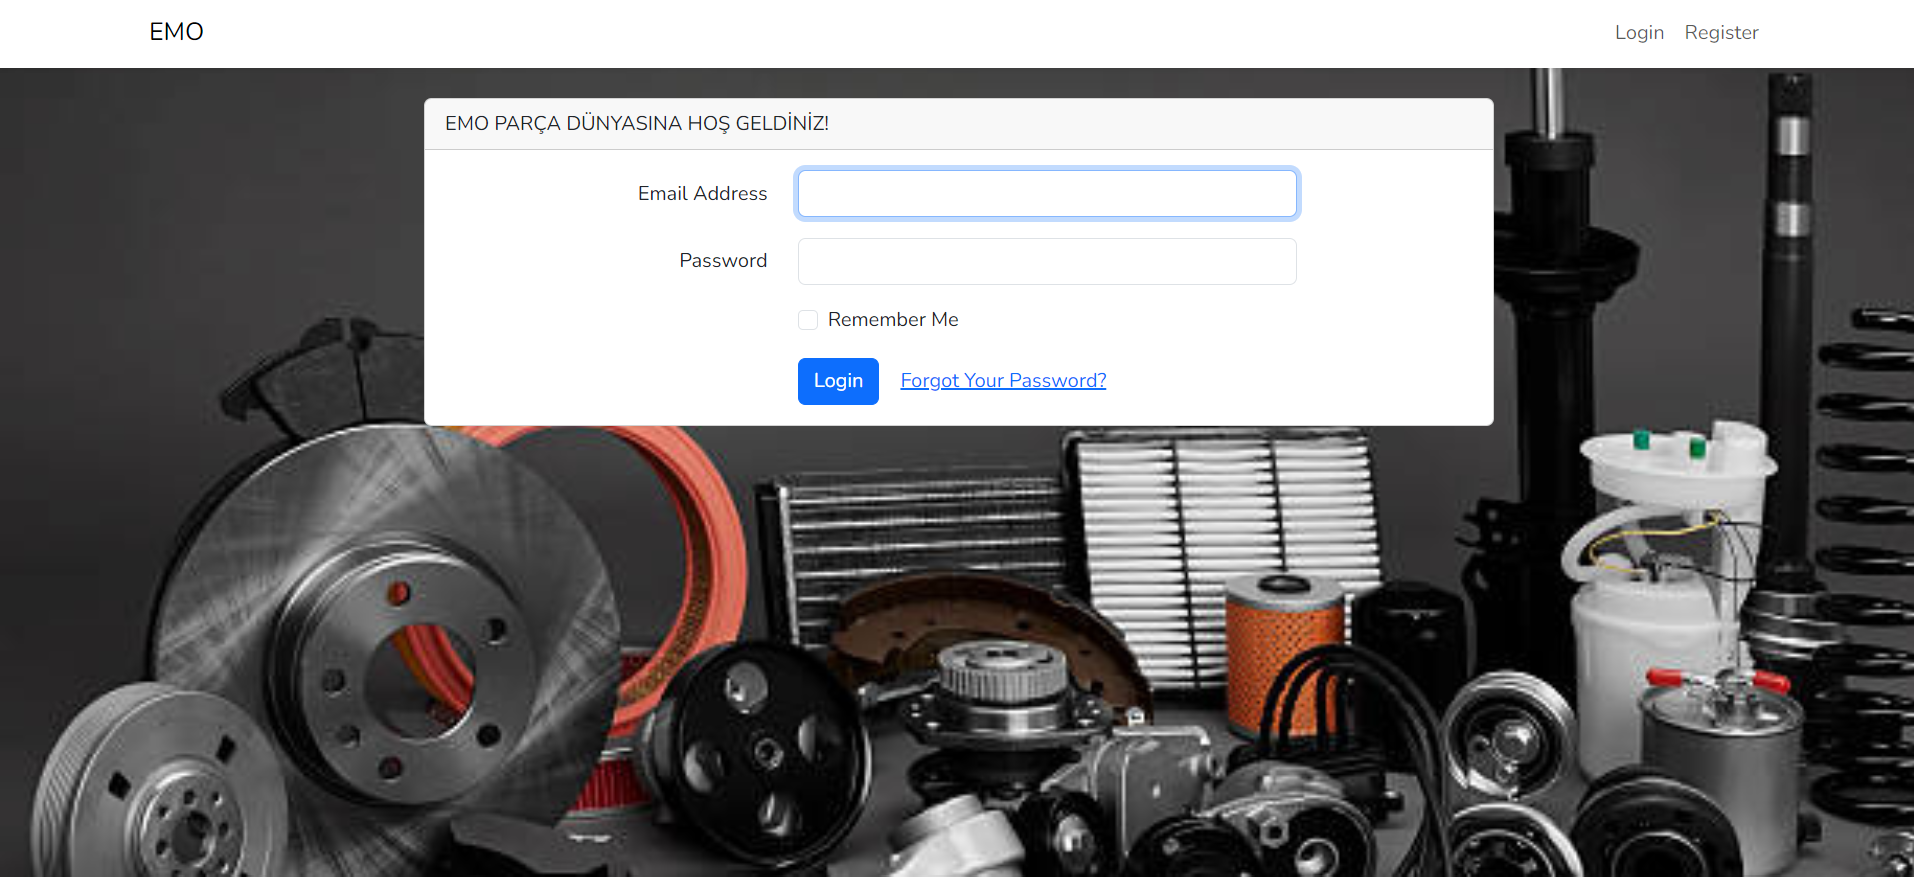 EMO
Login Register
EMO PARÇA DÜNYASINA HOŞ GELDİNİZ!
Email Address
Password
Remember Me
Login Forgot Your Password?